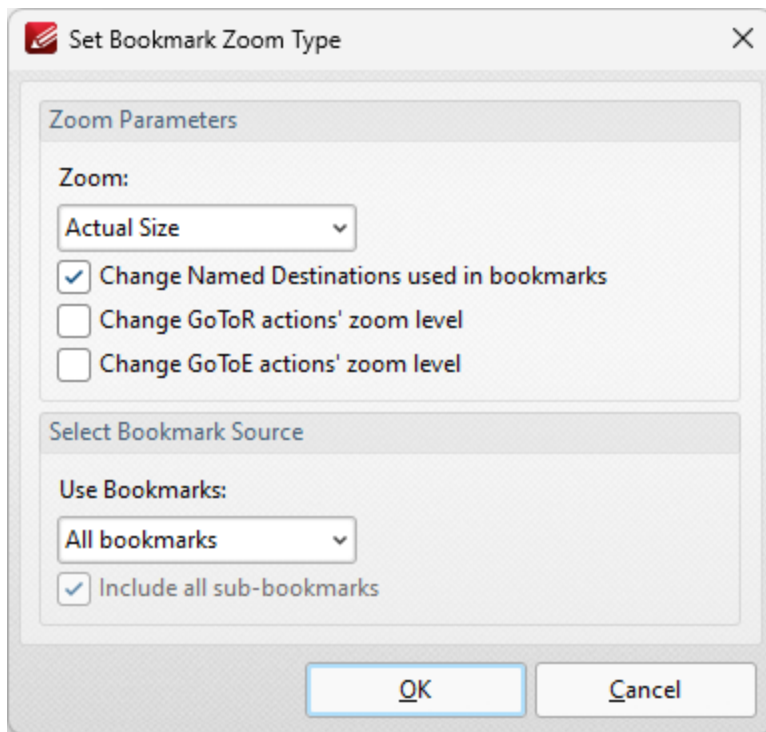 Set Bookmark Zoom Type
Zoom Parameters
Zoom:
Actual Size
Change Named Destinations used in bookmarks
Change GoToR actions' zoom level
Change GoToE actions' zoom level
Select Bookmark Source
Use Bookmarks:
All bookmarks
Include all sub-bookmarks
OK Cancel